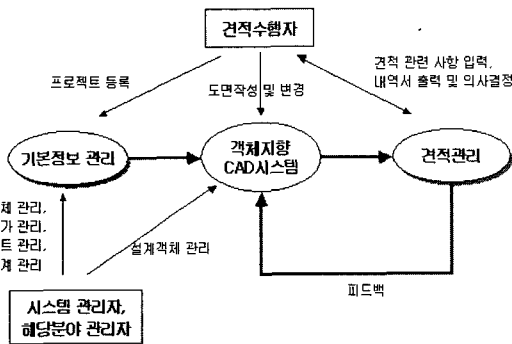 견적수행자
프로젝트 등록
도면작성 및 변경
견적 관련 사항 입력,
내역서 출력 및 의사결정
기본정보 관리
객체지향
CAD시스템
견적관리
체 관리,
가 관리,
트 관리,
계 관리
설계객체 관리
피드백
시스템 관리자,
해당분야 관리자